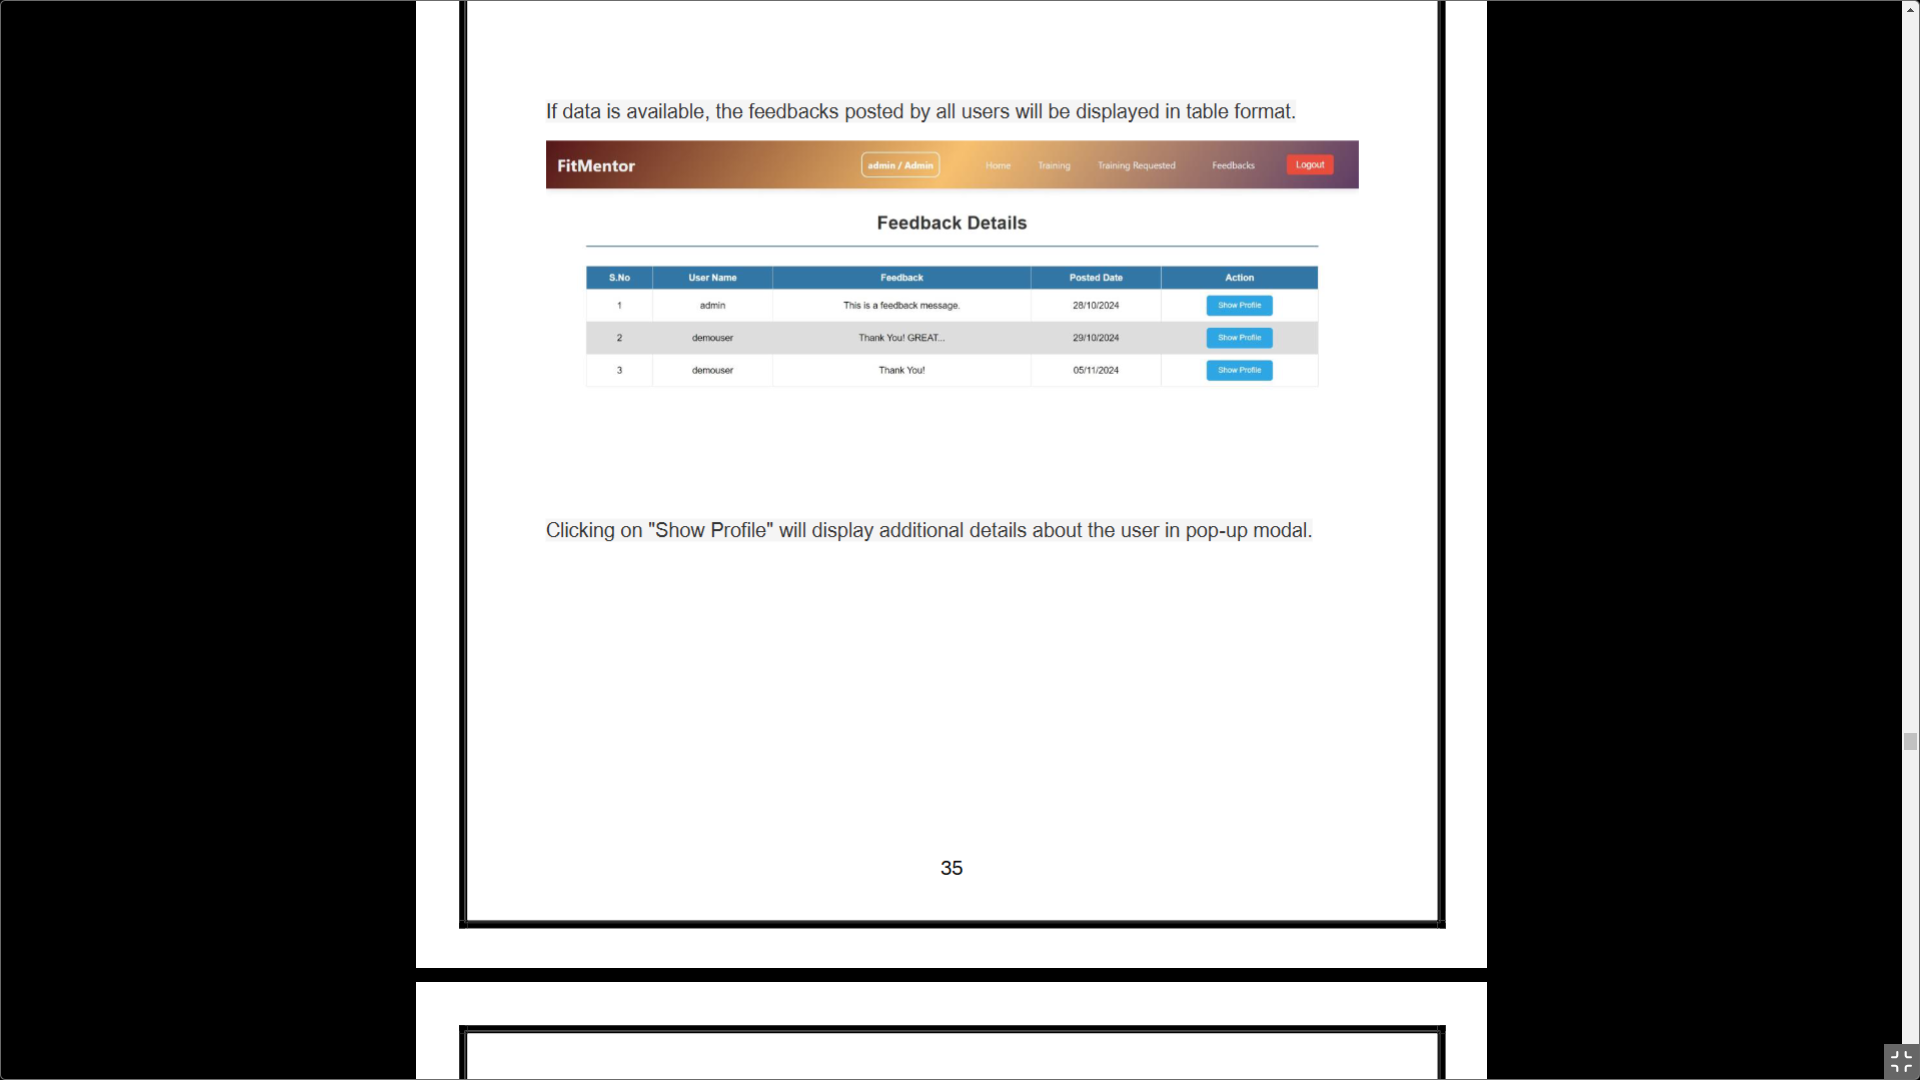 If data is available, the feedbacks posted by all users will be displayed in table format.
FitMentor admin / Admin Home Training Training Requested Feedbacks Logout
Feedback Details
S.No User Name Feedback Posted Date Action
1 admin This is a feedback message. 28/10/2024 Show Profile
2 demouser Thank You! GREAT... 29/10/2024 Show Profile
3 demouser Thank You! 05/11/2024 Show Profile
Clicking on "Show Profile" will display additional details about the user in pop-up modal.
35